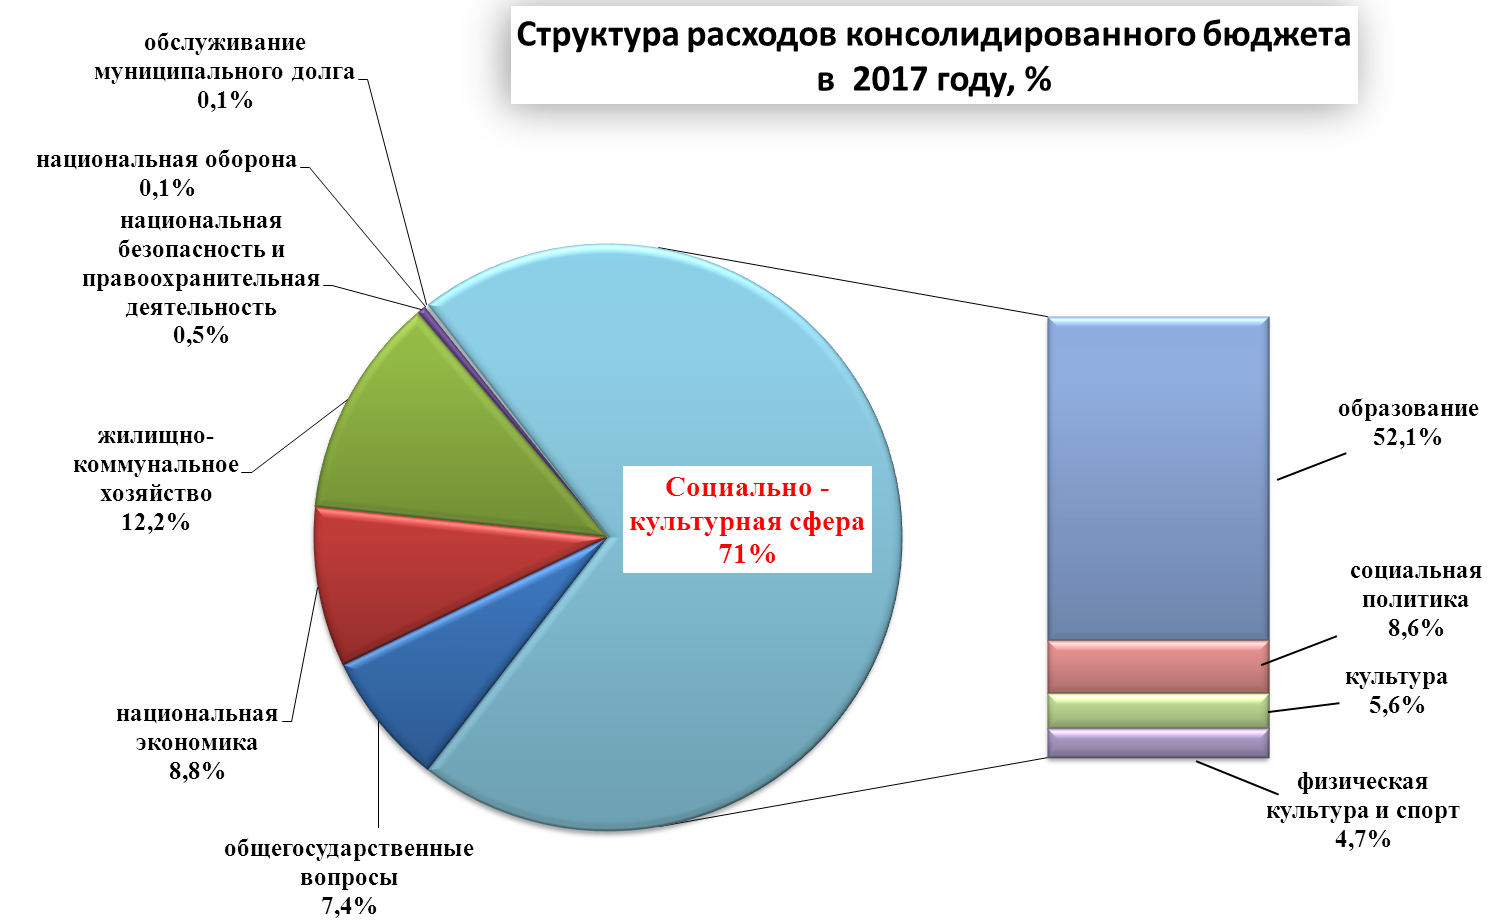 Структура расходов консолидированного бюджета
в 2017 году, %
обслуживание
муниципального долга
0,1%
национальная оборона
0,1%
национальная
безопасность и
правоохранительная
деятельность
0,5%
жилищно-
коммунальное
хозяйство
12,2%
национальная
экономика
8,8%
общегосударственные
вопросы
7,4%
Социально -
культурная сфера
71%
образование
52,1%
социальная
политика
8,6%
культура
5,6%
физическая
культура и спорт
4,7%